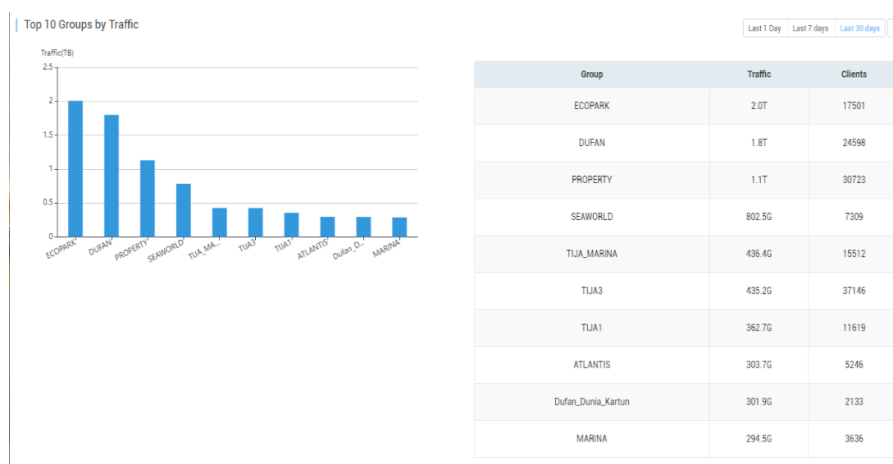 Top 10 Groups by Traffic
Last 1 Day Last 7 days Last 30 days
Traffic(TB)
2.5
2
1.5
1
0.5
0
ECOPARK DUFAN PROPERTY SEAWORLD TIJA_MA... TIJA3 TIJA1 ATLANTIS Dufan_D... MARINA
Group Traffic Clients
ECOPARK 2.0T 17501
DUFAN 1.8T 24598
PROPERTY 1.1T 30723
SEAWORLD 802.5G 7309
TIJA_MARINA 436.4G 15512
TIJA3 435.2G 37146
TIJA1 362.7G 11619
ATLANTIS 303.7G 5246
Dufan_Dunia_Kartun 301.9G 2133
MARINA 294.5G 3636